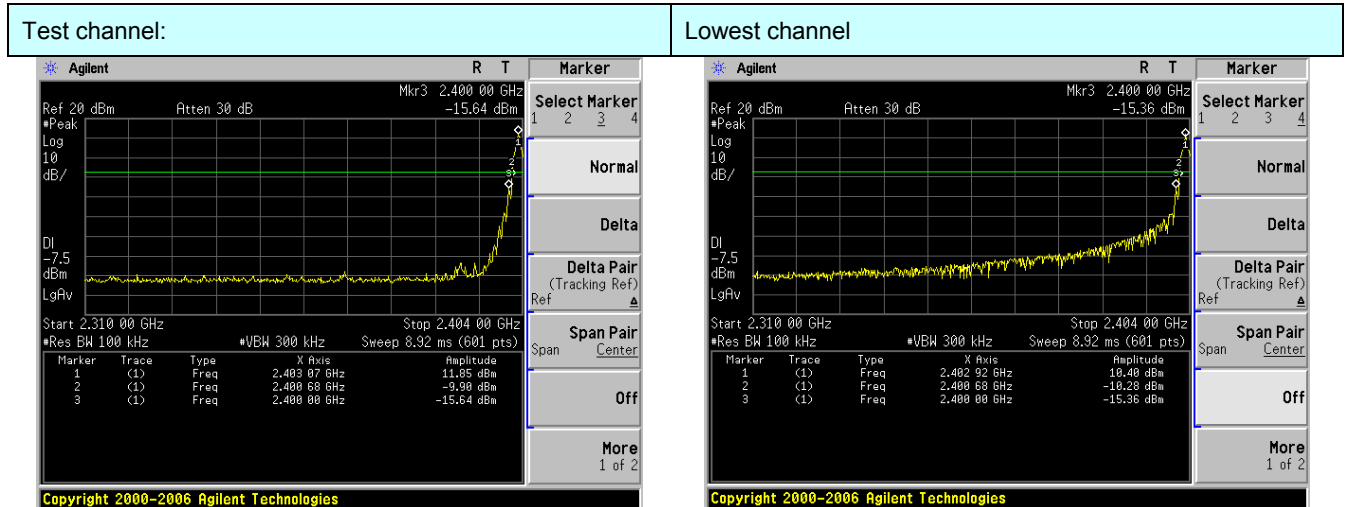 Test channel:
Lowest channel
Agilent
R T
Marker
Mkr3 2.400 00 GHz
Ref 20 dBm Atten 30 dB -15.64 dBm
#Peak
Log
10
dB/
1
2
3
DI
-7.5
dBm
LgAv
Start 2.310 00 GHz Stop 2.404 00 GHz
#Res BW 100 kHz #VBW 300 kHz Sweep 8.92 ms (601 pts)
Marker Trace Type X Axis Amplitude
1 (1) Freq 2.403 07 GHz 11.85 dBm
2 (1) Freq 2.400 68 GHz -9.90 dBm
3 (1) Freq 2.400 00 GHz -15.64 dBm
Select Marker
1 2 3 4
Normal
Delta
Delta Pair
(Tracking Ref)
Ref Δ
Span Pair
Span Center
Off
More
1 of 2
Copyright 2000-2006 Agilent Technologies
Agilent
R T
Marker
Mkr3 2.400 00 GHz
Ref 20 dBm Atten 30 dB -15.36 dBm
#Peak
Log
10
dB/
1
2
3
DI
-7.5
dBm
LgAv
Start 2.310 00 GHz Stop 2.404 00 GHz
#Res BW 100 kHz #VBW 300 kHz Sweep 8.92 ms (601 pts)
Marker Trace Type X Axis Amplitude
1 (1) Freq 2.402 92 GHz 10.40 dBm
2 (1) Freq 2.400 68 GHz -10.28 dBm
3 (1) Freq 2.400 00 GHz -15.36 dBm
Select Marker
1 2 3 4
Normal
Delta
Delta Pair
(Tracking Ref)
Ref Δ
Span Pair
Span Center
Off
More
1 of 2
Copyright 2000-2006 Agilent Technologies